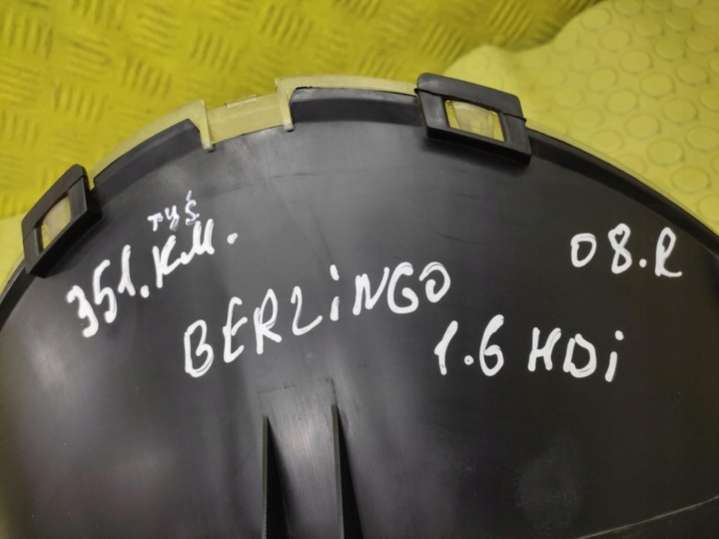 tyś
351.KM.
BERLiNGO
08.R
1.6 HDi